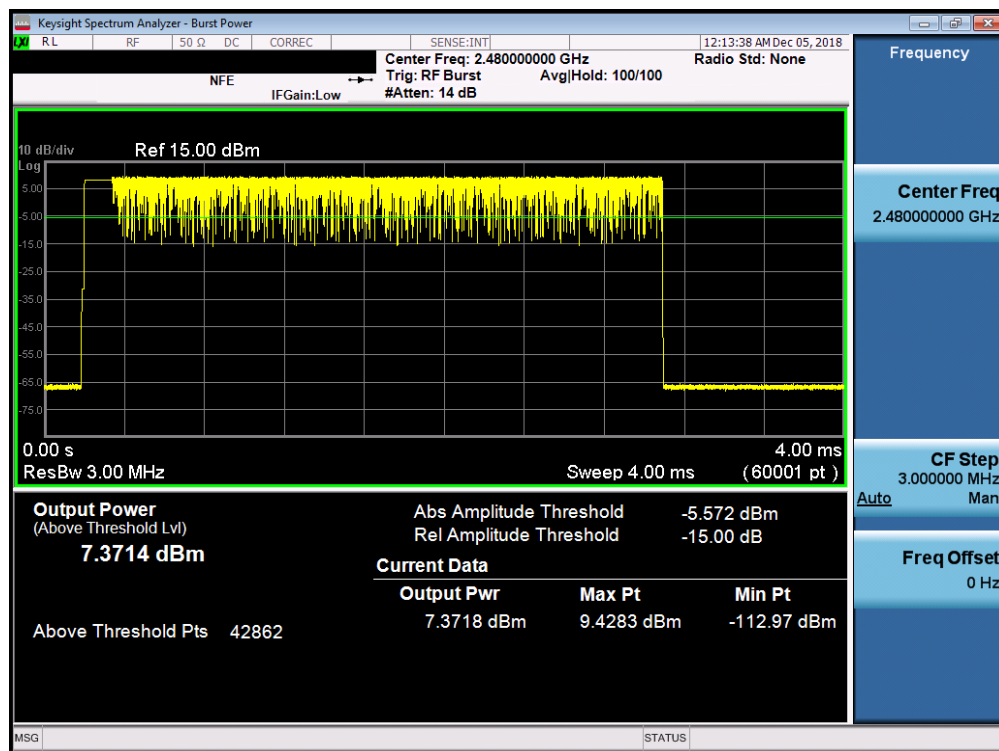 Keysight Spectrum Analyzer - Burst Power
LXI RL RF 50 Ω DC CORREC SENSE:INT 12:13:38 AM Dec 05, 2018
Center Freq: 2.480000000 GHz Radio Std: None
NFE Trig: RF Burst Avg|Hold: 100/100
IFGain:Low #Atten: 14 dB
10 dB/div Ref 15.00 dBm
Log
5.00
-5.00
-15.0
-25.0
-35.0
-45.0
-55.0
-65.0
-75.0
0.00 s 4.00 ms
ResBw 3.00 MHz Sweep 4.00 ms (60001 pt )
Output Power
(Above Threshold Lvl)
7.3714 dBm
Above Threshold Pts 42862
Abs Amplitude Threshold -5.572 dBm
Rel Amplitude Threshold -15.00 dB
Current Data
Output Pwr Max Pt Min Pt
7.3718 dBm 9.4283 dBm -112.97 dBm
MSG STATUS
Frequency
Center Freq
2.480000000 GHz
CF Step
3.000000 MHz
Auto Man
Freq Offset
0 Hz